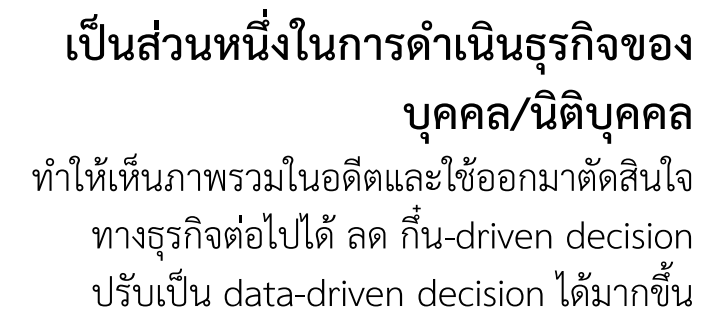 เป็นส่วนหนึ่งในการดำเนินธุรกิจของ
บุคคล/นิติบุคคล
ทำให้เห็นภาพรวมในอดีตและใช้ออกมาตัดสินใจ
ทางธุรกิจต่อไปได้ ลด กึ๋น-driven decision
ปรับเป็น data-driven decision ได้มากขึ้น